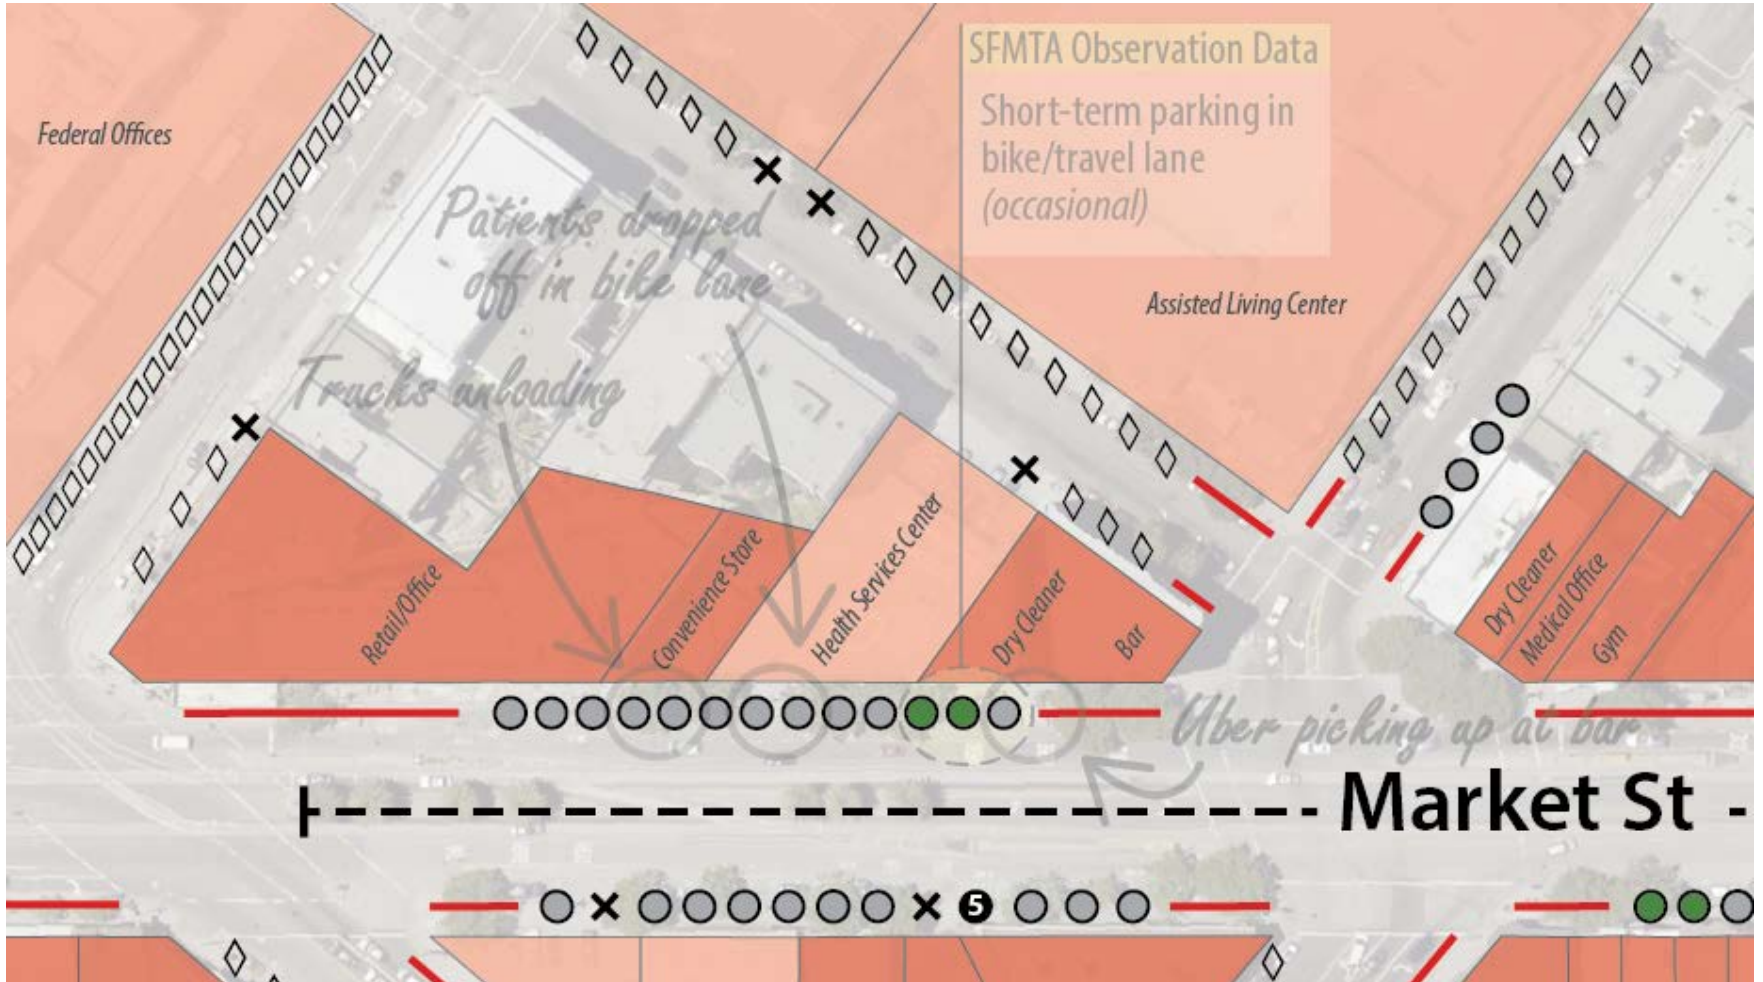 SFMTA Observation Data
Short-term parking in
bike/travel lane
(occasional)
Federal Offices
Patients dropped
off in bike lane
Assisted Living Center
Trucks unloading
Retail/Office
Convenience Store
Health Services Center
Dry Cleaner
Bar
Dry Cleaner
Medical Office
Gym
Uber picking up at bar
Market St
5